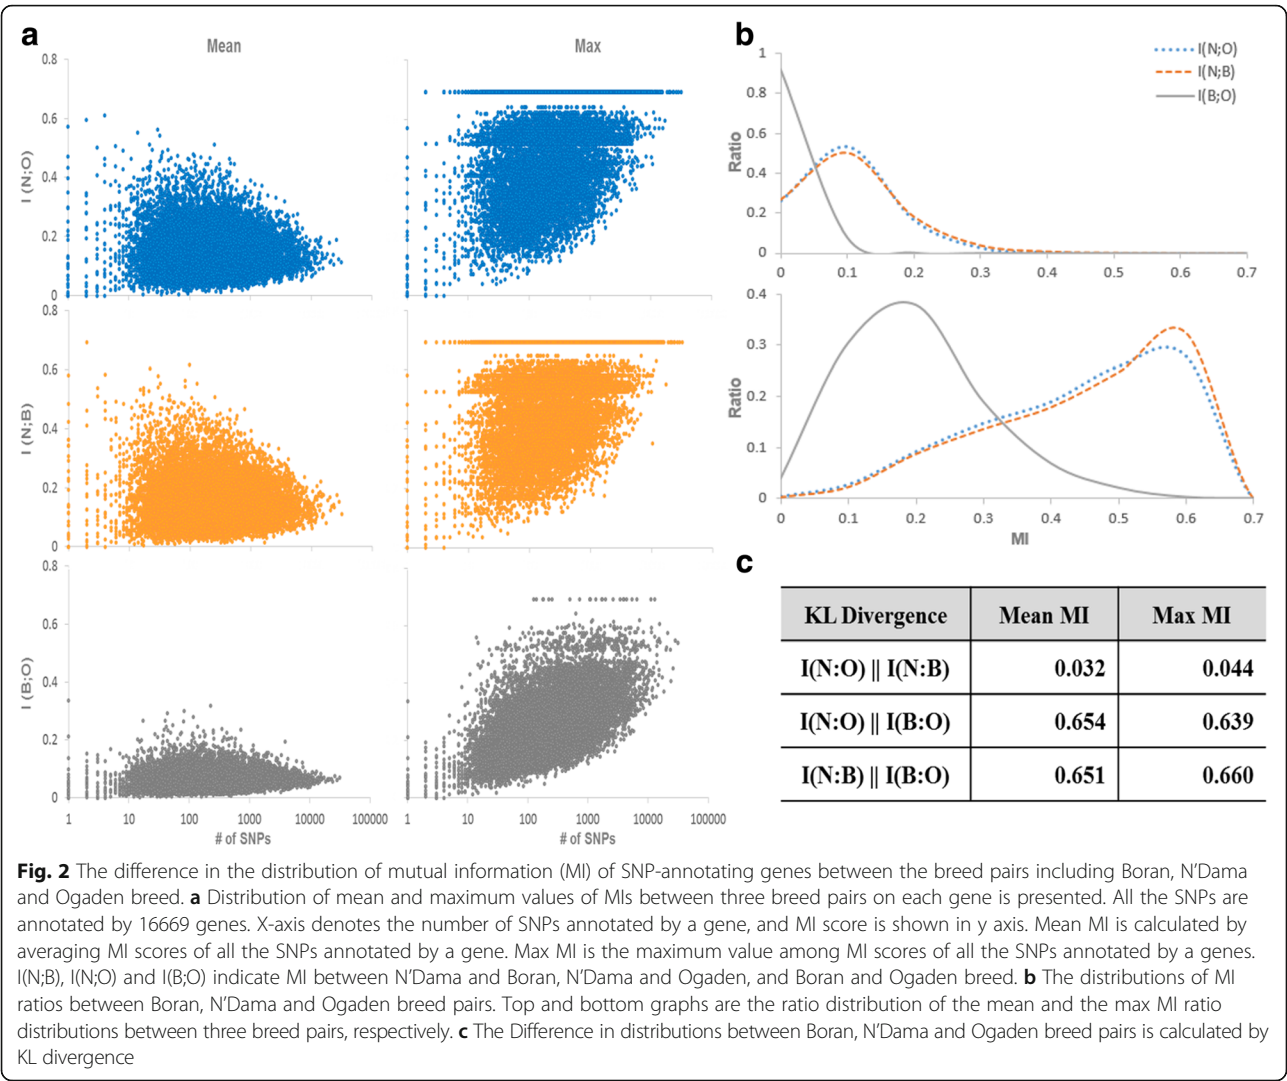 a
Mean
Max
0.8
0.6
0.4
0.2
0
I (N;O)
0.8
0.6
0.4
0.2
0
I (N;B)
0.8
0.6
0.4
0.2
0
I (B;O)
1 10 100 1000 10000 100000
# of SNPs
1 10 100 1000 10000 100000
# of SNPs
b
I(N;O)
I(N;B)
I(B;O)
1
0.8
0.6
0.4
0.2
0
Ratio
0 0.1 0.2 0.3 0.4 0.5 0.6 0.7
0.4
0.3
0.2
0.1
0
Ratio
0 0.1 0.2 0.3 0.4 0.5 0.6 0.7
MI
c
KL Divergence Mean MI Max MI
I(N:O) || I(N:B) 0.032 0.044
I(N:O) || I(B:O) 0.654 0.639
I(N:B) || I(B:O) 0.651 0.660
Fig. 2 The difference in the distribution of mutual information (MI) of SNP-annotating genes between the breed pairs including Boran, N'Dama
and Ogaden breed. a Distribution of mean and maximum values of MIs between three breed pairs on each gene is presented. All the SNPs are
annotated by 16669 genes. X-axis denotes the number of SNPs annotated by a gene, and MI score is shown in y axis. Mean MI is calculated by
averaging MI scores of all the SNPs annotated by a gene. Max MI is the maximum value among MI scores of all the SNPs annotated by a genes.
I(N;B), I(N;O) and I(B;O) indicate MI between N'Dama and Boran, N'Dama and Ogaden, and Boran and Ogaden breed. b The distributions of MI
ratios between Boran, N'Dama and Ogaden breed pairs. Top and bottom graphs are the ratio distribution of the mean and the max MI ratio
distributions between three breed pairs, respectively. c The Difference in distributions between Boran, N'Dama and Ogaden breed pairs is calculated by
KL divergence